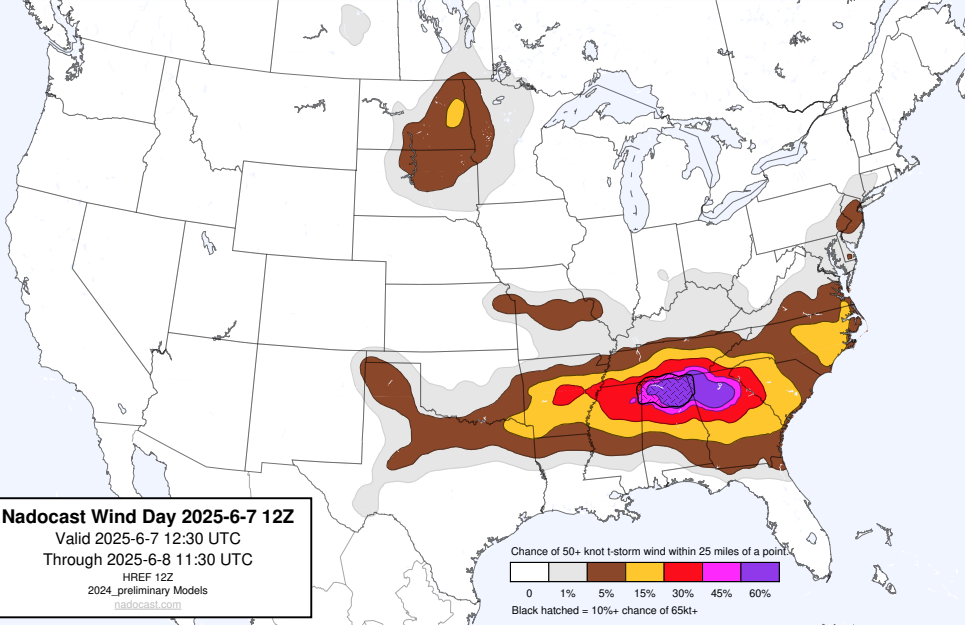 Nadocast Wind Day 2025-6-7 12Z
Valid 2025-6-7 12:30 UTC
Through 2025-6-8 11:30 UTC
HREF 12Z
2024_preliminary Models
nadocast.com
Chance of 50+ knot t-storm wind within 25 miles of a point.
0 1% 5% 15% 30% 45% 60%
Black hatched = 10%+ chance of 65kt+